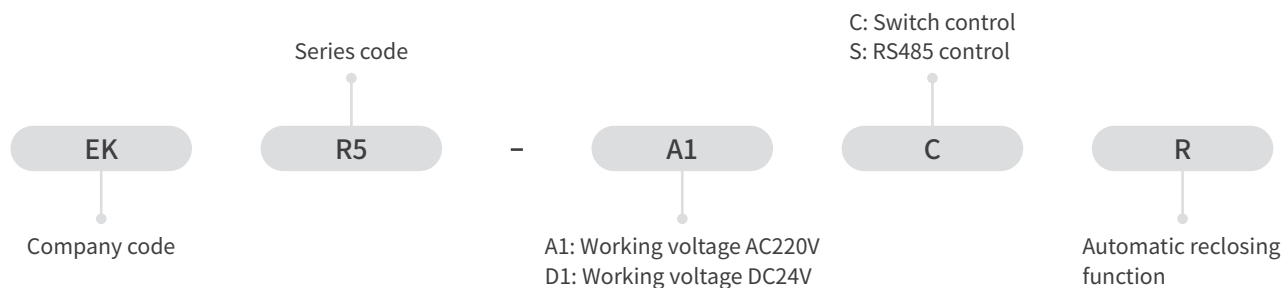 C: Switch control
S: RS485 control
Series code
EK R5 - A1 C R
Company code
A1: Working voltage AC220V
D1: Working voltage DC24V
Automatic reclosing
function